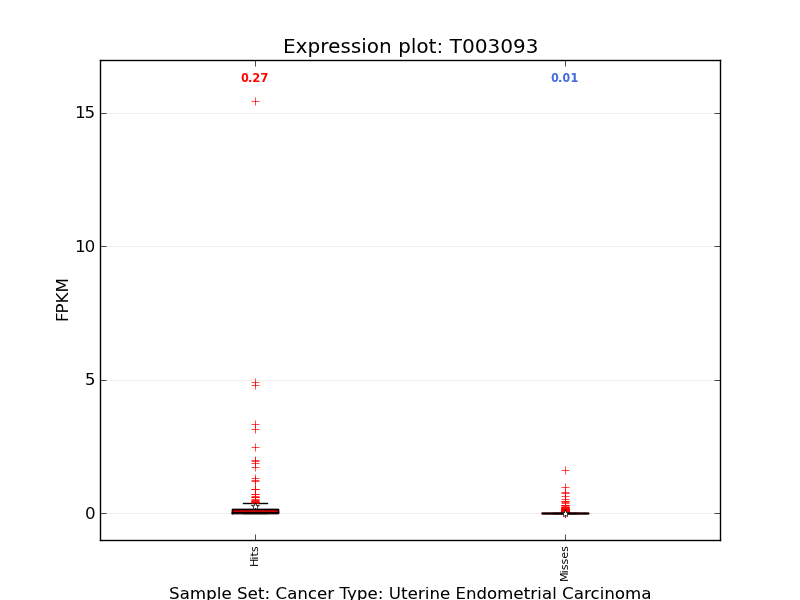 Expression plot: T003093
0.27
0.01
15
10
5
0
FPKM
Hits
Misses
Sample Set: Cancer Type: Uterine Endometrial Carcinoma